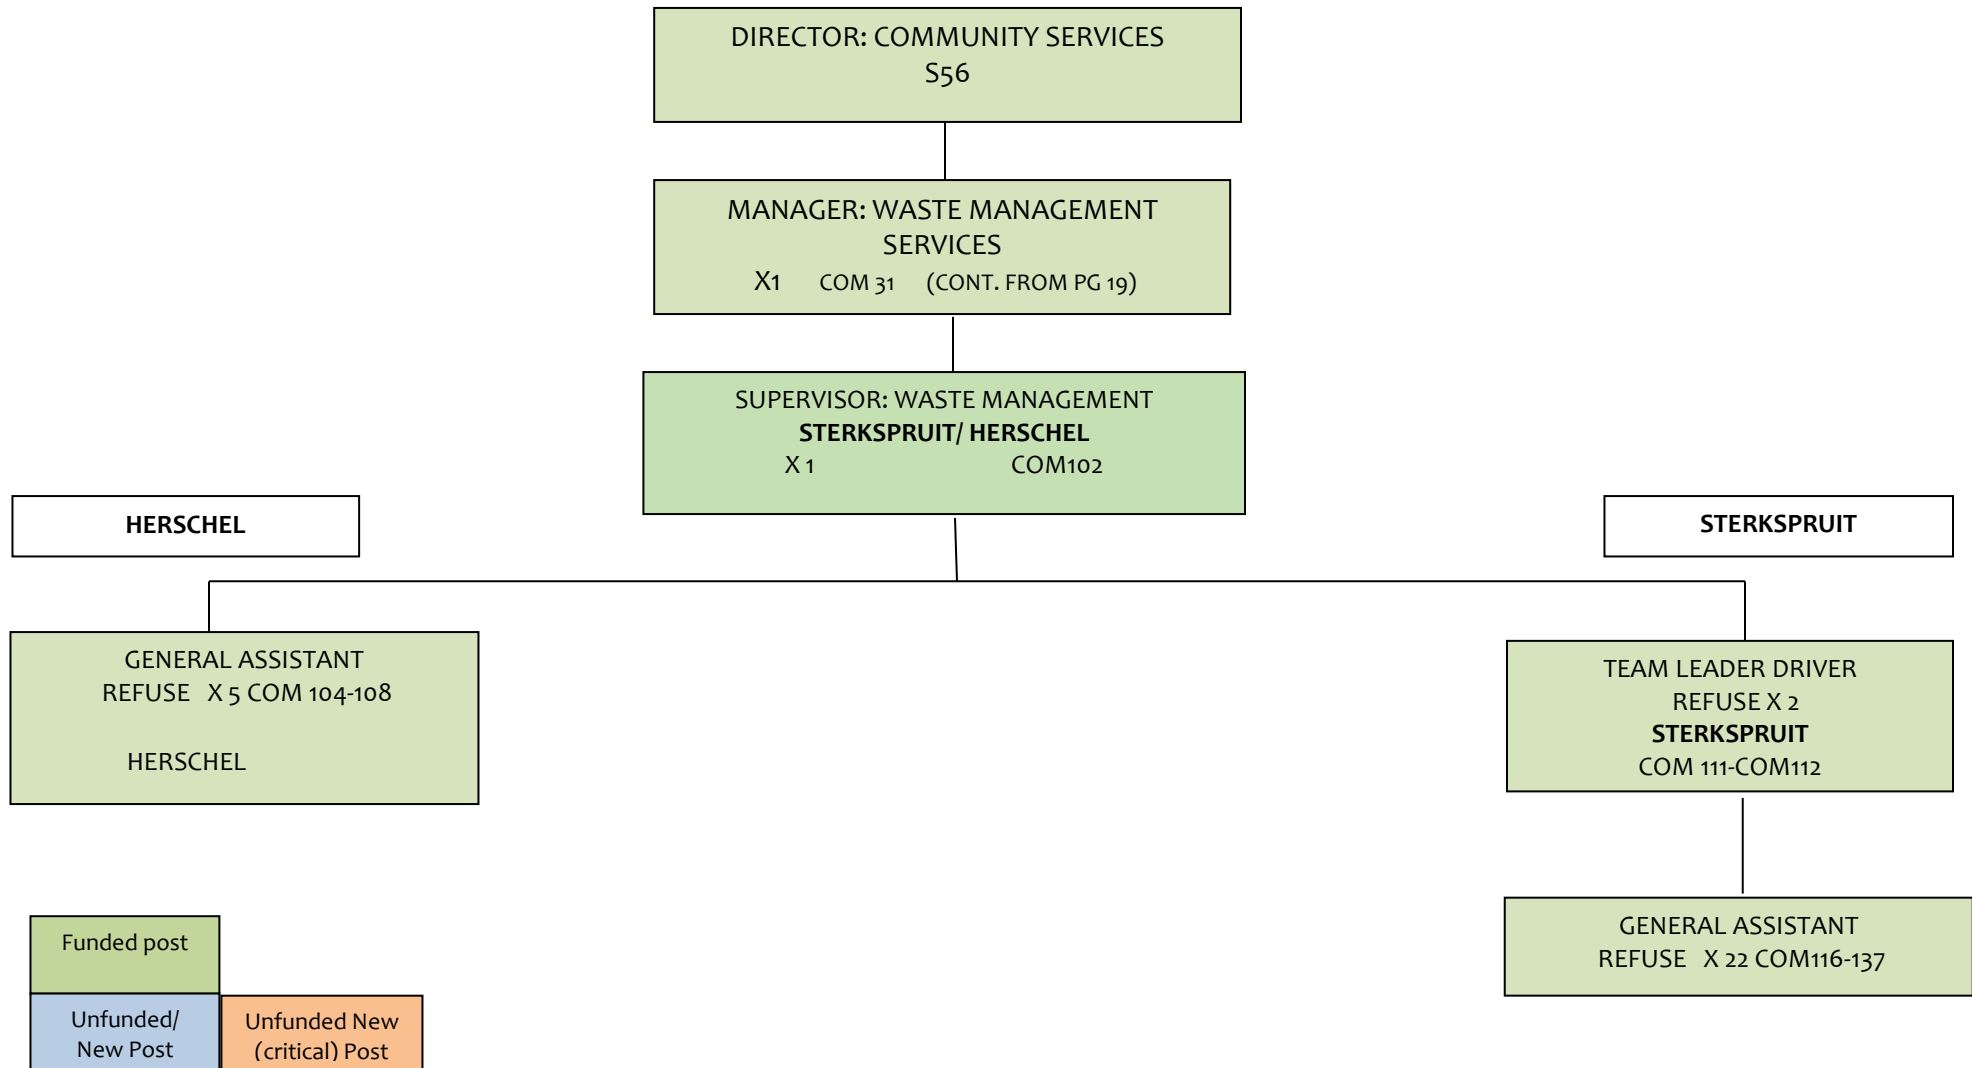 DIRECTOR: COMMUNITY SERVICES
S56
MANAGER: WASTE MANAGEMENT
SERVICES
X1 COM 31 (CONT. FROM PG 19)
SUPERVISOR: WASTE MANAGEMENT
STERKSPRUIT/ HERSCHEL
X 1 COM102
HERSCHEL
STERKSPRUIT
GENERAL ASSISTANT
REFUSE X 5 COM 104-108
HERSCHEL
TEAM LEADER DRIVER
REFUSE X 2
STERKSPRUIT
COM 111-COM112
GENERAL ASSISTANT
REFUSE X 22 COM116-137
Funded post
Unfunded/
New Post
Unfunded New
(critical) Post